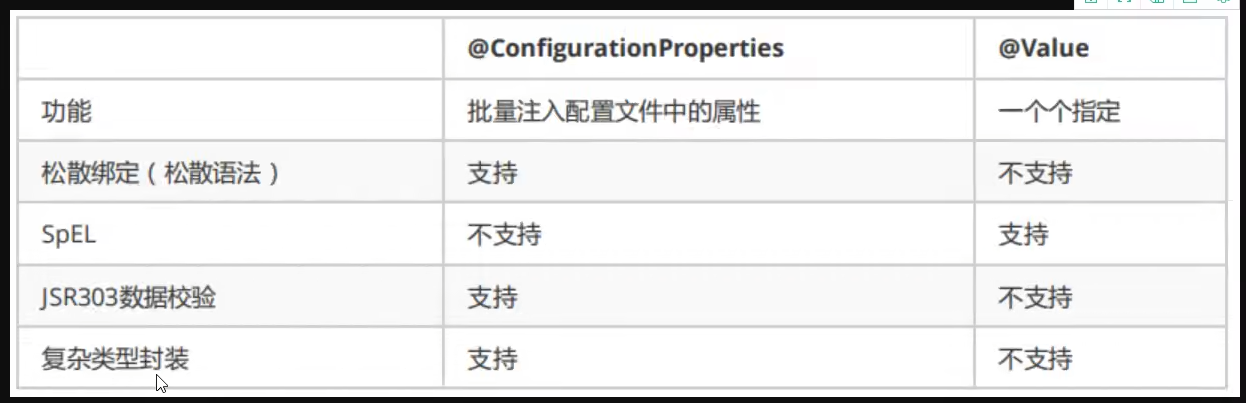 @ConfigurationProperties @Value
功能 批量注入配置文件中的属性 一个个指定
松散绑定（松散语法） 支持 不支持
SpEL 不支持 支持
JSR303数据校验 支持 不支持
复杂类型封装 支持 不支持